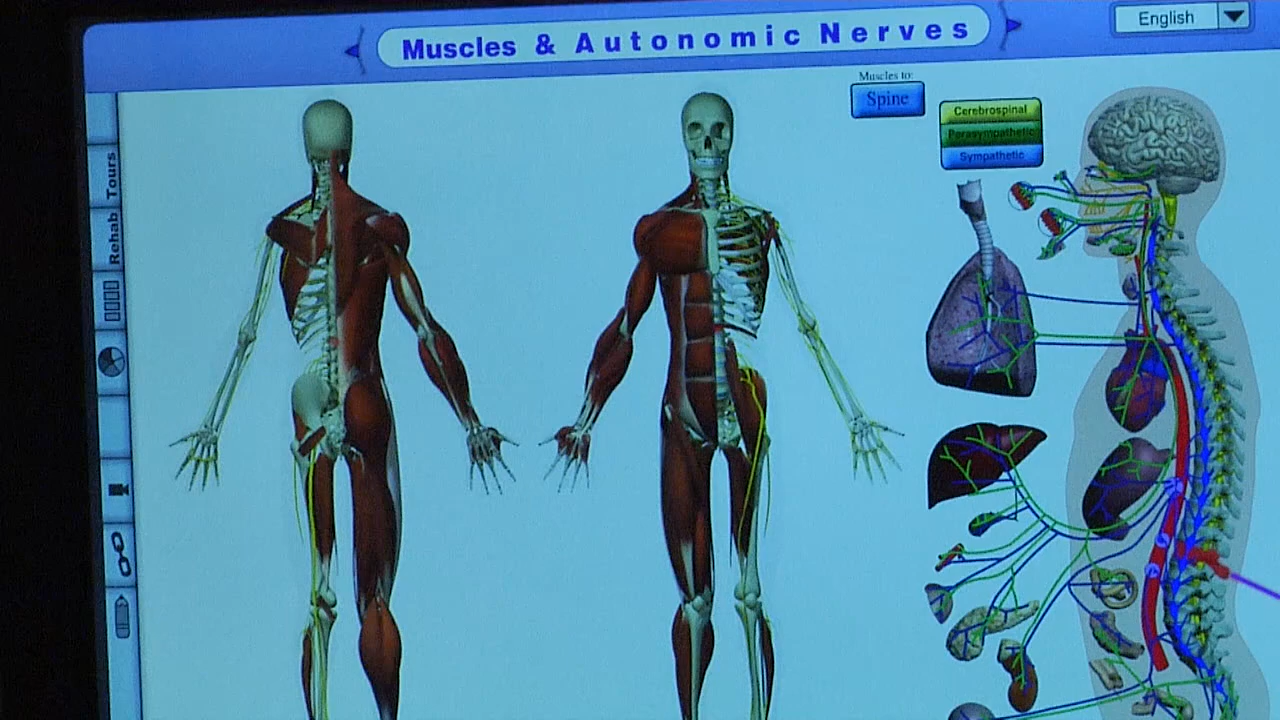 Muscles & Autonomic Nerves
English
Muscles to:
Spine
Cerebrospinal
Parasympathetic
Sympathetic
Tours
Rehab